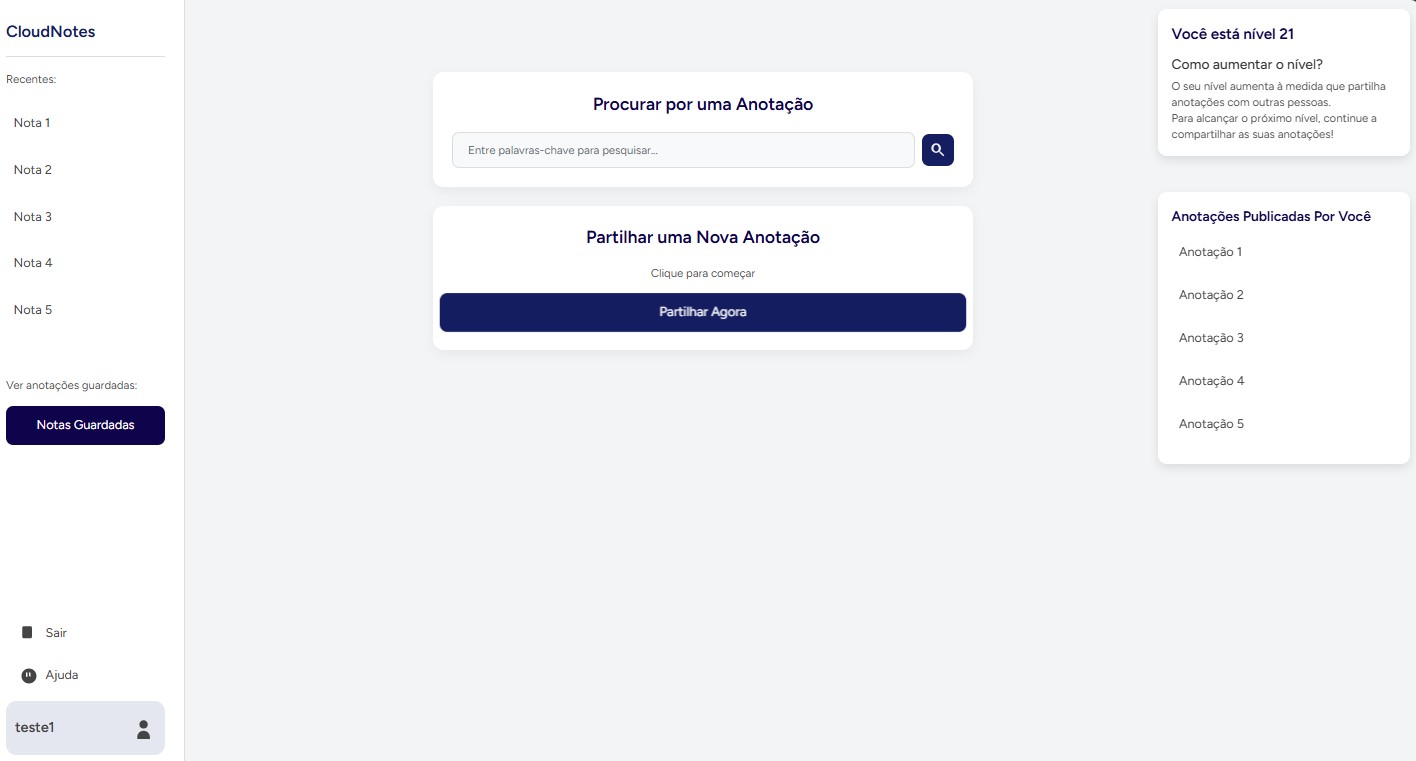 CloudNotes
Recentes:
Nota 1
Nota 2
Nota 3
Nota 4
Nota 5
Ver anotações guardadas:
Notas Guardadas
Sair
Ajuda
teste1
Procurar por uma Anotação
Entre palavras-chave para pesquisar...
Partilhar uma Nova Anotação
Clique para começar
Partilhar Agora
Você está nível 21
Como aumentar o nível?
O seu nível aumenta à medida que partilha
anotações com outras pessoas.
Para alcançar o próximo nível, continue a
compartilhar as suas anotações!
Anotações Publicadas Por Você
Anotação 1
Anotação 2
Anotação 3
Anotação 4
Anotação 5